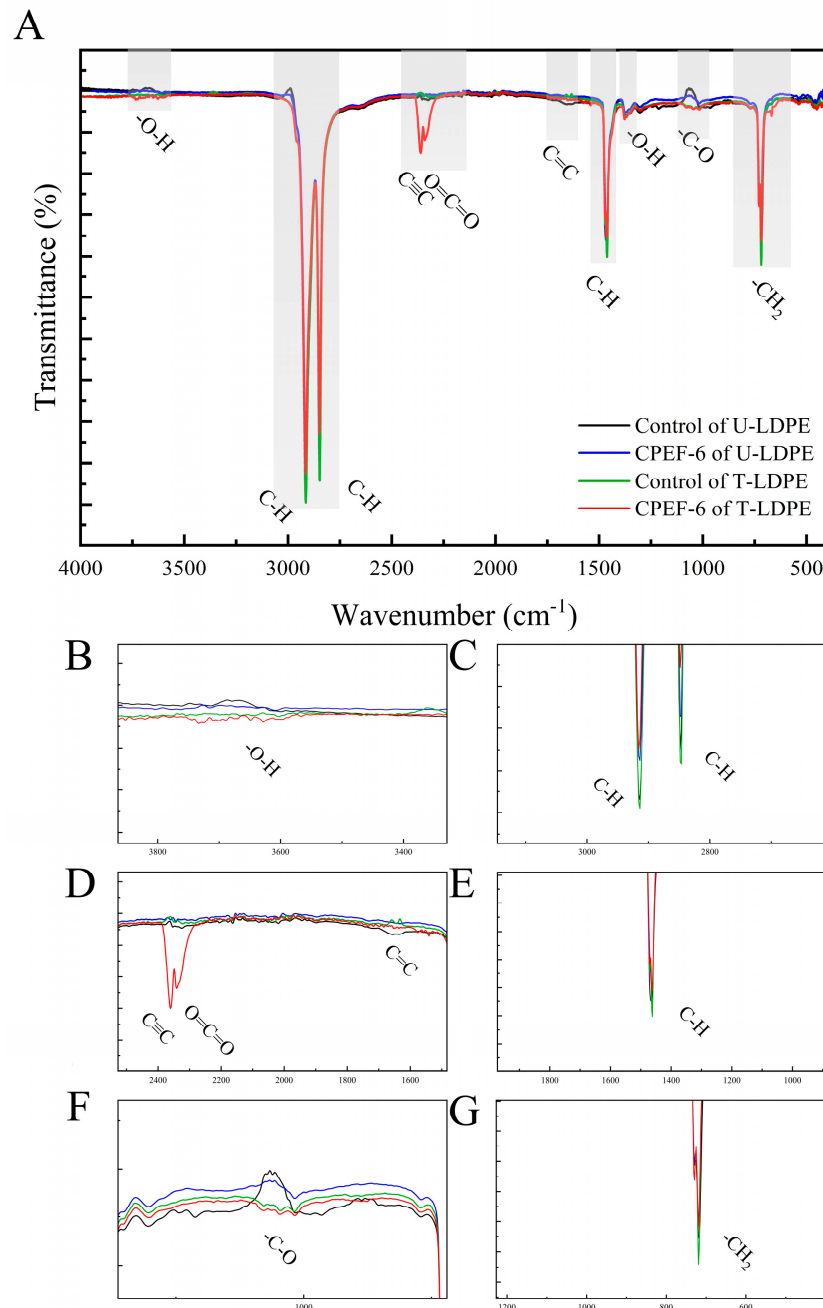 A
-O-H
C≡C
O=C=O
C=C
-O-H
-C-O
C-H
-CH2
C-H
C-H
Transmittance (%)
Control of U-LDPE
CPEF-6 of U-LDPE
Control of T-LDPE
CPEF-6 of T-LDPE
4000 3500 3000 2500 2000 1500 1000 500
Wavenumber (cm-1)
B
-O-H
3800 3600 3400
C
C-H
C-H
3000 2800
D
C≡C
O=C=O
C=C
2400 2200 2000 1800 1600
E
C-H
1800 1600 1400 1200 1000
F
-C-O
1000
G
-CH2
1200 1000 800 600